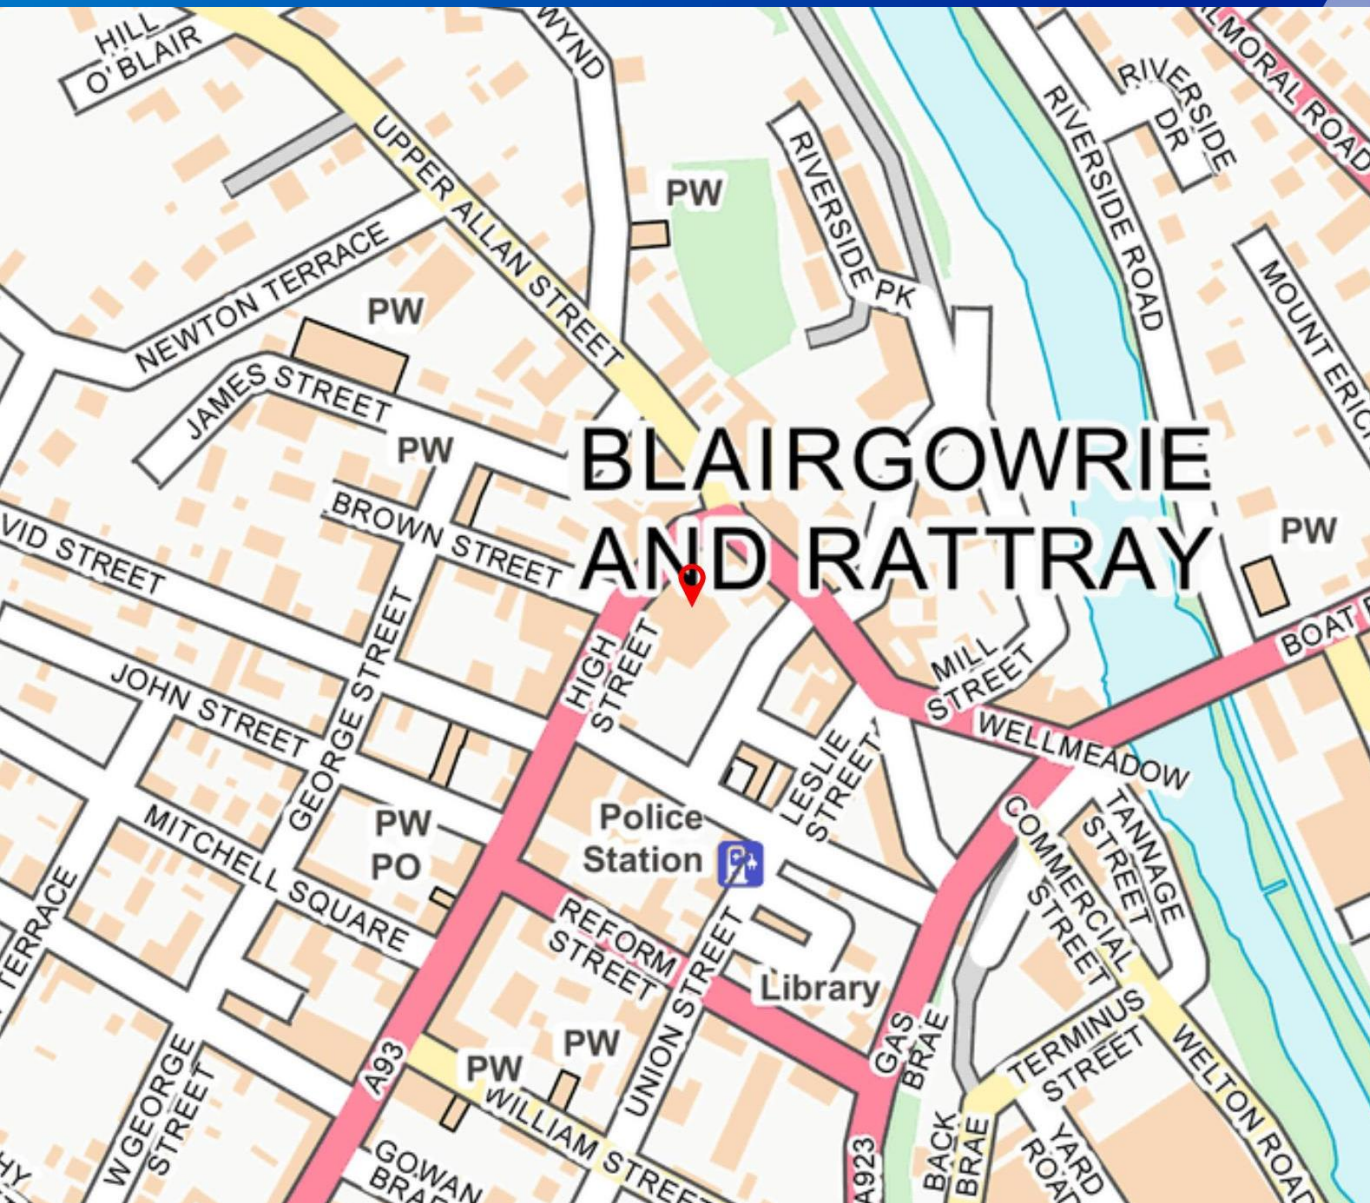 HILL
O' BLAIR
WYND
UPPER ALLAN STREET
NEWTON TERRACE
PW
RIVERSIDE PK
RIVERSIDE ROAD
RIVERSIDE
DR
LMORAL ROAD
MOUNT ERIC
PW
JAMES STREET
PW
BROWN STREET
BLAIRGOWRIE
AND RATTRAY
PW
BOAT
VID STREET
JOHN STREET
GEORGE STREET
HIGH
STREET
MILL
STREET
WELLMEADOW
LESLIE
STREET
MITCHELL SQUARE
PW
PO
Police
Station
COMMERCIAL
STREET
TANNAGE
STREET
TERRACE
REFORM
STREET
UNION STREET
Library
GAS
BRAE
TERMINUS
STREET
WELTON ROAD
A93
PW
PW
WILLIAM STREET
W GEORGE
STREET
GOWAN
BRAE
A923
BACK
BRAE
YARD
ROAD
HY